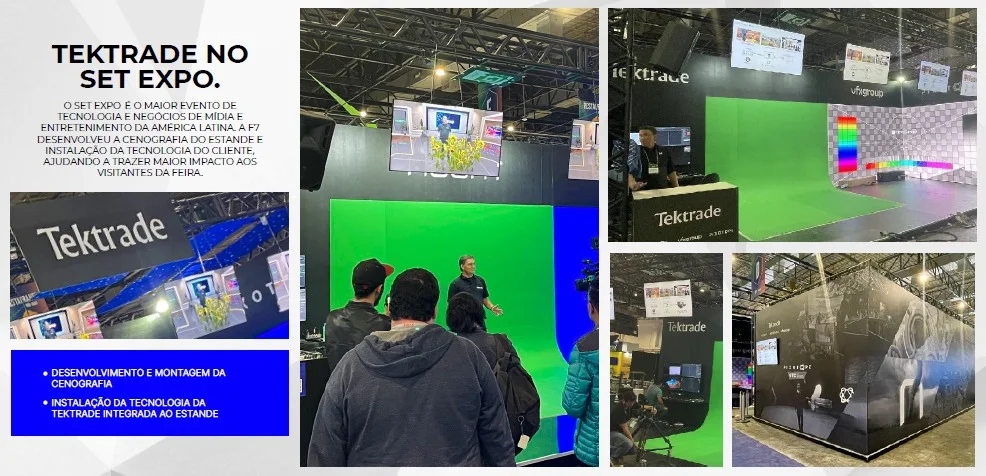 TEKTRADE NO
SET EXPO.
O SET EXPO É O MAIOR EVENTO DE
TECNOLOGIA E NEGÓCIOS DE MÍDIA E
ENTRETENIMENTO DA AMÉRICA LATINA. A F7
DESENVOLVEU A CENOGRAFIA DO ESTANDE E
INSTALAÇÃO DA TECNOLOGIA DO CLIENTE,
AJUDANDO A TRAZER MAIOR IMPACTO AOS
VISITANTES DA FEIRA.
Tektrade
• DESENVOLVIMENTO E MONTAGEM DA
CENOGRAFIA
• INSTALAÇÃO DA TECNOLOGIA DA
TEKTRADE INTEGRADA AO ESTANDE
Tektrade
vfxgroup
Tektrade
vfxgroup
Tektrade